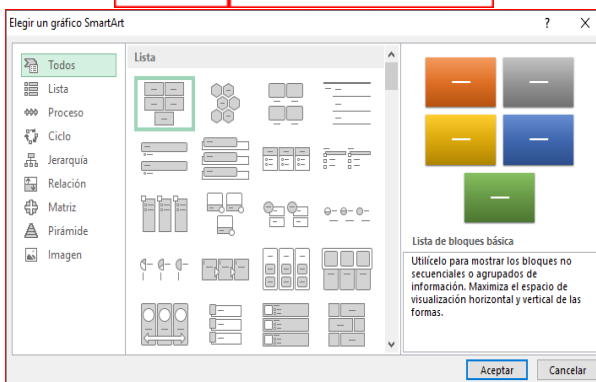 Elegir un gráfico SmartArt
? X
Todos
Lista
Proceso
Ciclo
Jerarquía
Relación
Matriz
Pirámide
Imagen
Lista
Lista de bloques básica
Utilícelo para mostrar los bloques no
secuenciales o agrupados de
información. Maximiza el espacio de
visualización horizontal y vertical de las
formas.
Aceptar
Cancelar